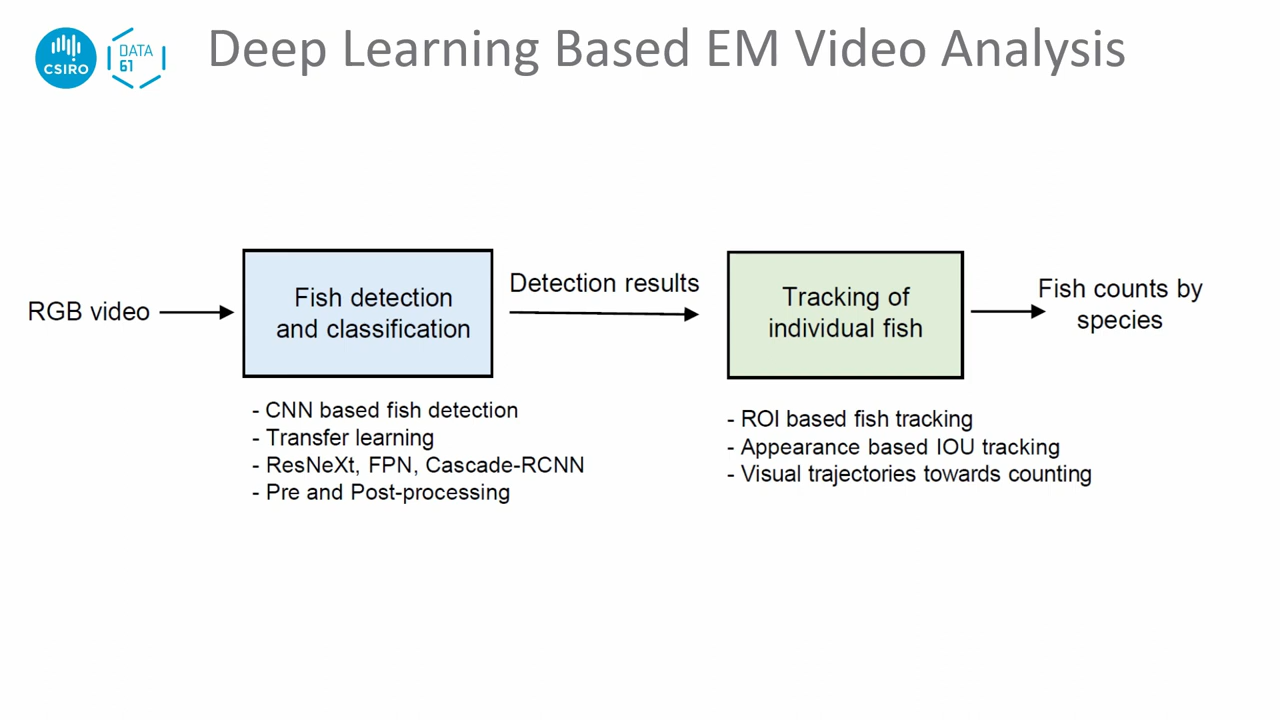 CSIRO
DATA
61
Deep Learning Based EM Video Analysis
RGB video
Fish detection
and classification
Detection results
Tracking of
individual fish
Fish counts by
species
- CNN based fish detection
- Transfer learning
- ResNeXt, FPN, Cascade-RCNN
- Pre and Post-processing
- ROI based fish tracking
- Appearance based IOU tracking
- Visual trajectories towards counting